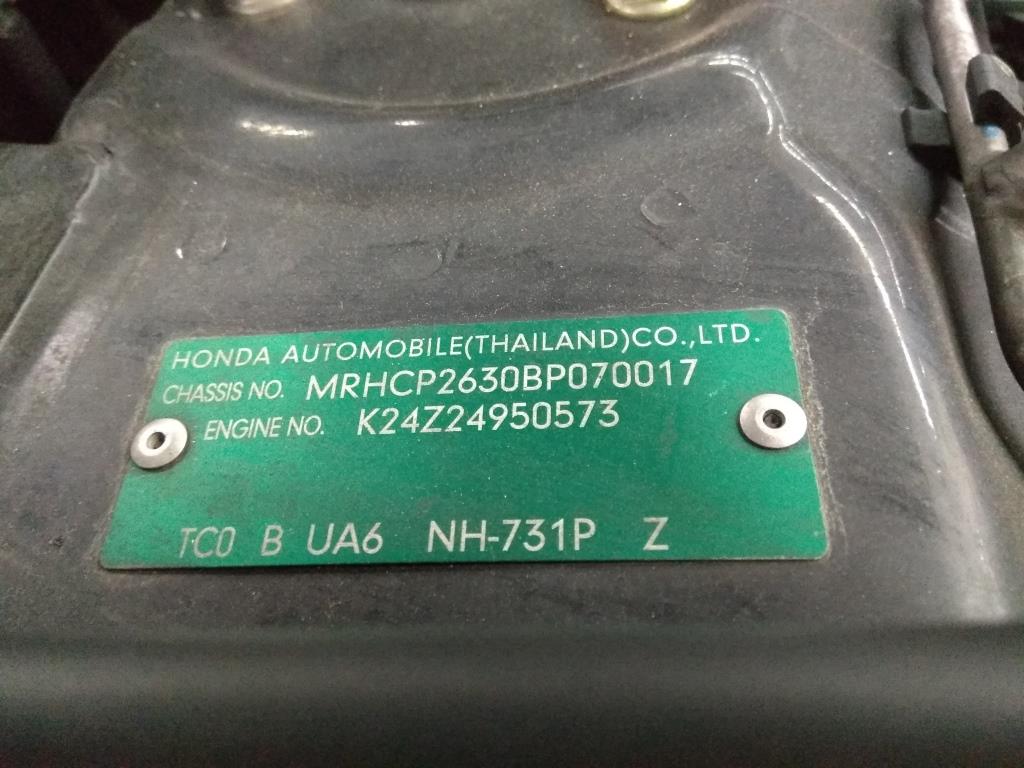 HONDA AUTOMOBILE(THAILAND)CO.,LTD.
CHASSIS NO. MRHCP2630BP070017
ENGINE NO. K24Z24950573
TC0 B UA6 NH-731P Z